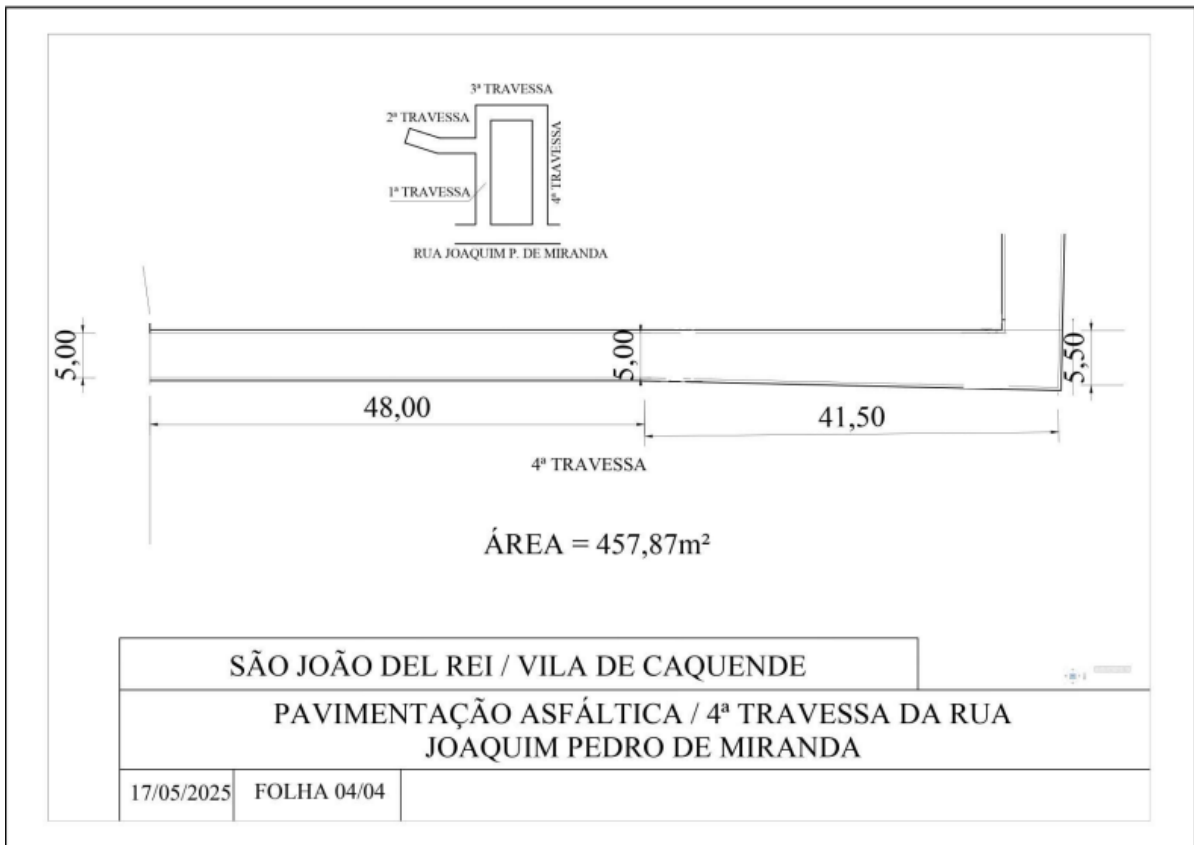 3ª TRAVESSA
2ª TRAVESSA
4ª TRAVESSA
1ª TRAVESSA
RUA JOAQUIM P. DE MIRANDA
5,00
5,00
5,50
48,00
41,50
4ª TRAVESSA
ÁREA = 457,87m²
SÃO JOÃO DEL REI / VILA DE CAQUENDE
PAVIMENTAÇÃO ASFÁLTICA / 4ª TRAVESSA DA RUA
JOAQUIM PEDRO DE MIRANDA
17/05/2025
FOLHA 04/04